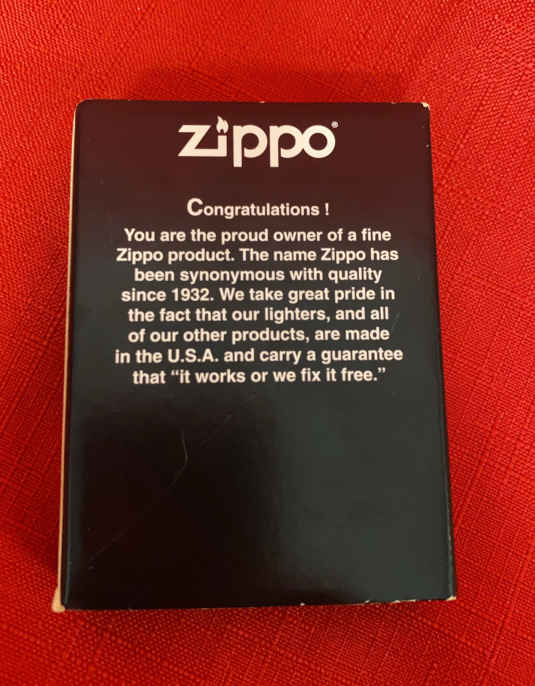 zippo®
Congratulations !
You are the proud owner of a fine
Zippo product. The name Zippo has
been synonymous with quality
since 1932. We take great pride in
the fact that our lighters, and all
of our other products, are made
in the U.S.A. and carry a guarantee
that “it works or we fix it free.”